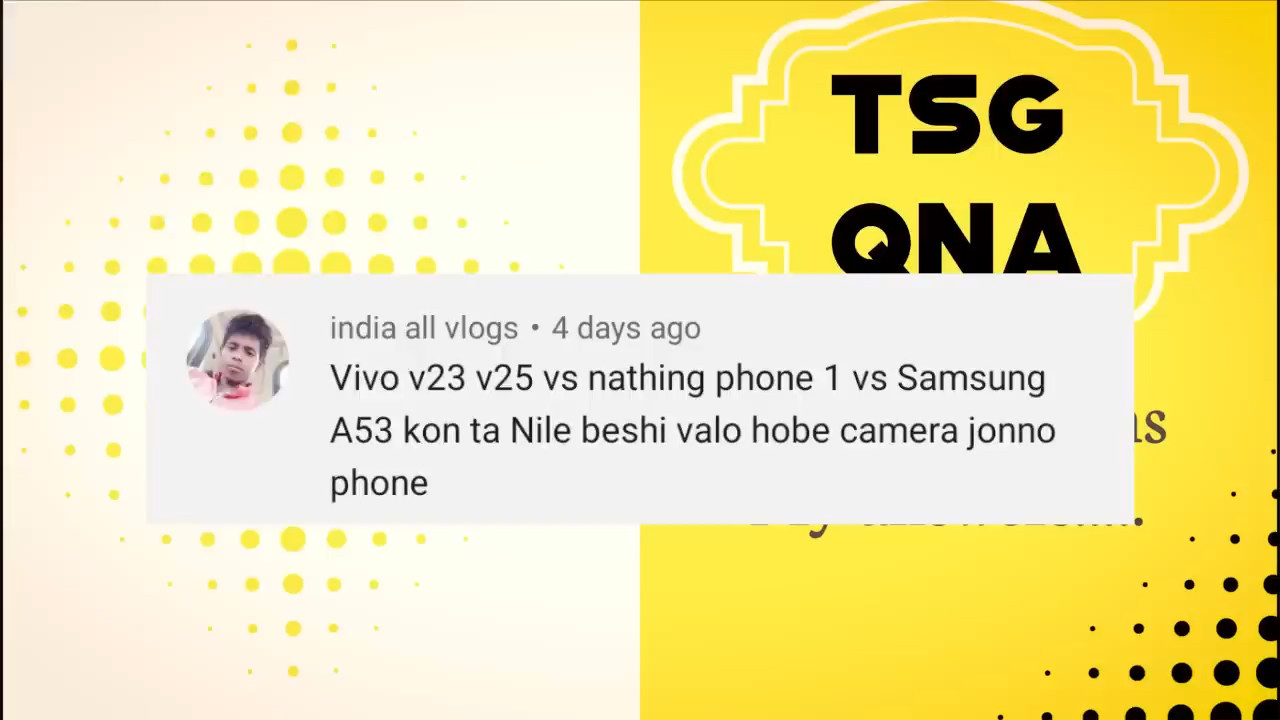 TSG
QNA
india all vlogs • 4 days ago
Vivo v23 v25 vs nathing phone 1 vs Samsung
A53 kon ta Nile beshi valo hobe camera jonno
phone